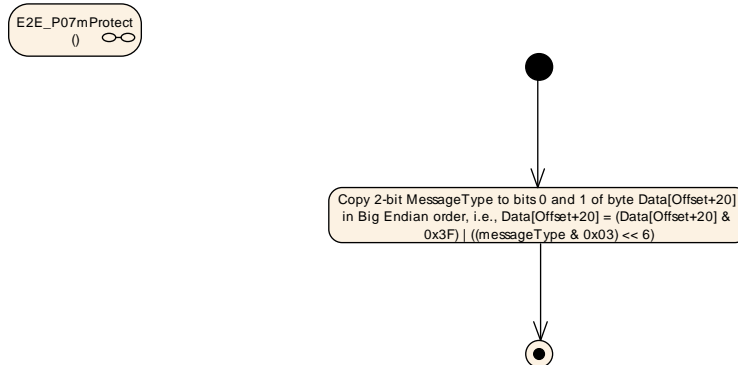 E2E_P07mProtect
()
Copy 2-bit MessageType to bits 0 and 1 of byte Data[Offset+20]
in Big Endian order, i.e., Data[Offset+20] = (Data[Offset+20] &
0x3F) | ((messageType & 0x03) << 6)